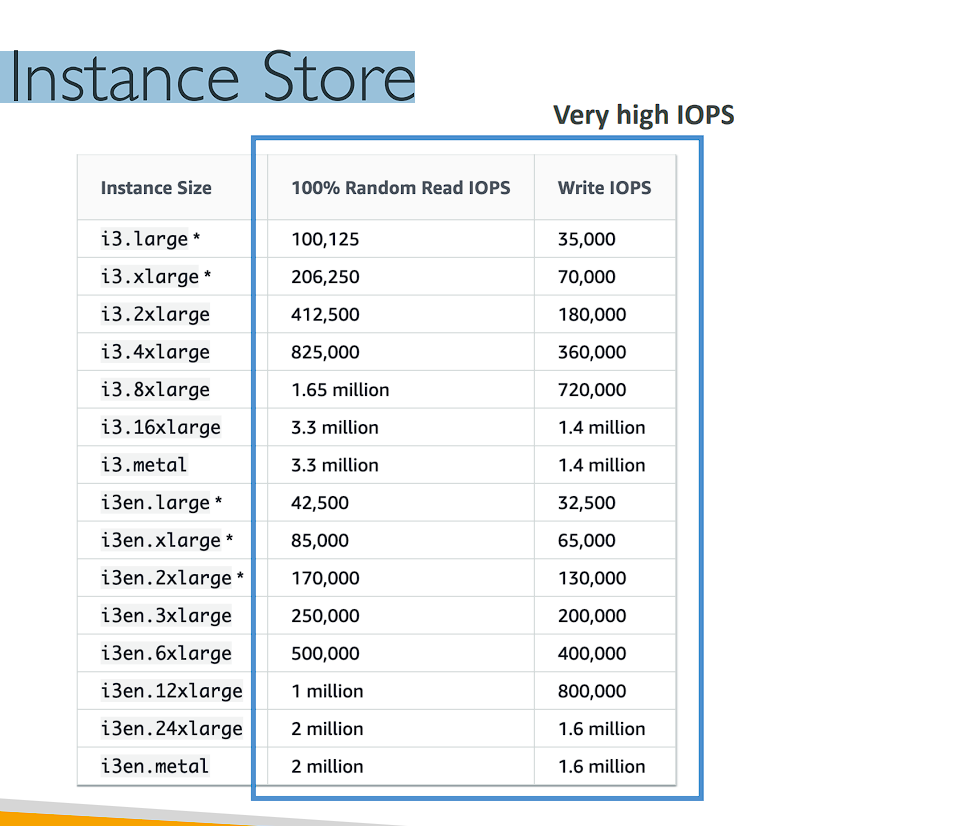 Instance Store
Very high IOPS
Instance Size 100% Random Read IOPS Write IOPS
i3.large * 100,125 35,000
i3.xlarge * 206,250 70,000
i3.2xlarge 412,500 180,000
i3.4xlarge 825,000 360,000
i3.8xlarge 1.65 million 720,000
i3.16xlarge 3.3 million 1.4 million
i3.metal 3.3 million 1.4 million
i3en.large * 42,500 32,500
i3en.xlarge * 85,000 65,000
i3en.2xlarge * 170,000 130,000
i3en.3xlarge 250,000 200,000
i3en.6xlarge 500,000 400,000
i3en.12xlarge 1 million 800,000
i3en.24xlarge 2 million 1.6 million
i3en.metal 2 million 1.6 million